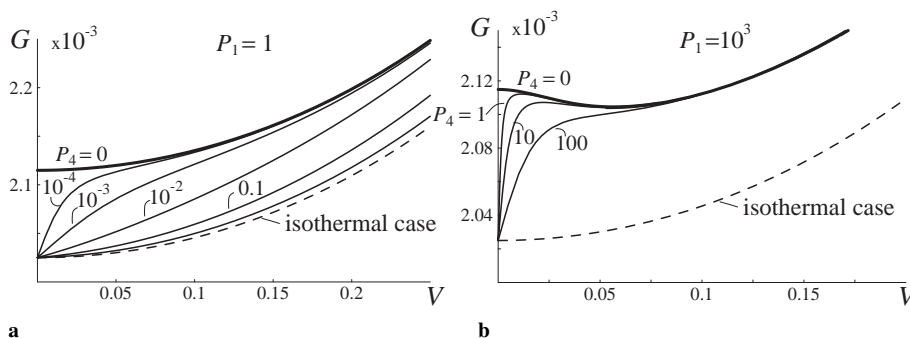 G x10⁻³
P₁ = 1
2.2
P₄ = 0
2.1
10⁻⁴
10⁻³
10⁻²
0.1
isothermal case
0.05 0.1 0.15 0.2 V
a
G x10⁻³
P₁ = 10³
P₄ = 0
2.12
P₄ = 1
10
100
2.08
2.04
isothermal case
0.05 0.1 0.15 V
b